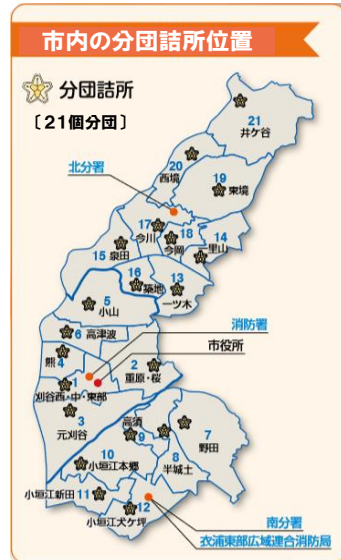 市内の分団詰所位置
分団詰所
〔21個分団〕
21
井ケ谷
20
西境
北分署
19
東境
17
今川
18
今岡
14
里山
15 泉田
16
築地
13
一ツ木
5
小山
6 高津波
消防署
市役所
熊 4
2
重原・桜
1
刈谷西・中・東部
3
元刈谷
高須
9
7
野田
10
小垣江本郷
8
半城土
小垣江新田 11
12
小垣江犬ケ坪
南分署
衣浦東部広域連合消防局